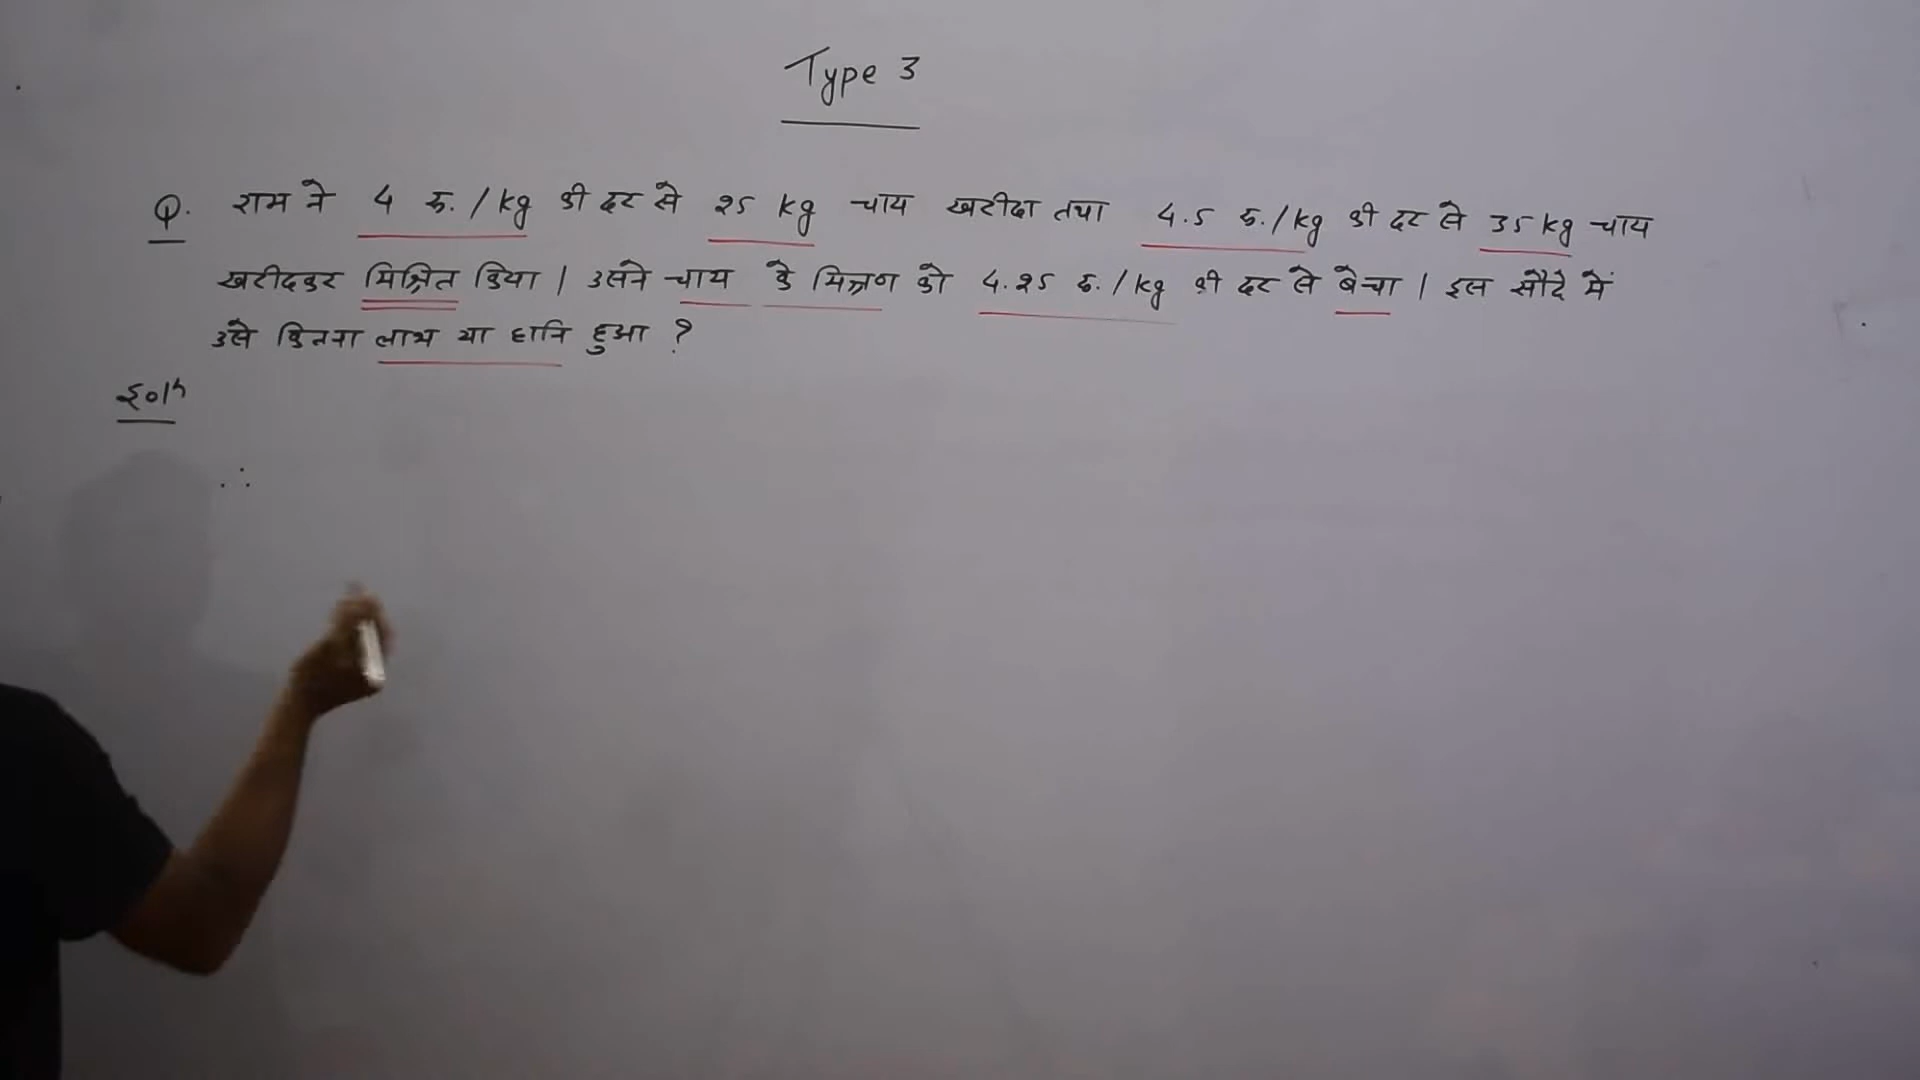 Type 3
Q. राम ने 4 रु. /kg की दर से 25 kg चाय खरीदा तथा 4.5 रु. /kg की दर से 35 kg चाय
खरीदकर मिश्रित किया | उसने चाय के मिश्रण को 4.25 रु. /kg की दर से बेचा | इस सौदे में
उसे कितना लाभ या हानि हुआ ?
Solⁿ
∴